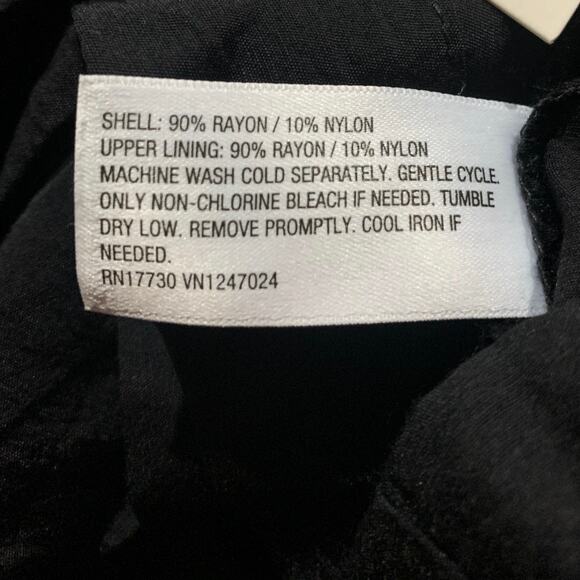 SHELL: 90% RAYON / 10% NYLON
UPPER LINING: 90% RAYON / 10% NYLON
MACHINE WASH COLD SEPARATELY. GENTLE CYCLE.
ONLY NON-CHLORINE BLEACH IF NEEDED. TUMBLE
DRY LOW. REMOVE PROMPTLY. COOL IRON IF
NEEDED.
RN17730 VN1247024